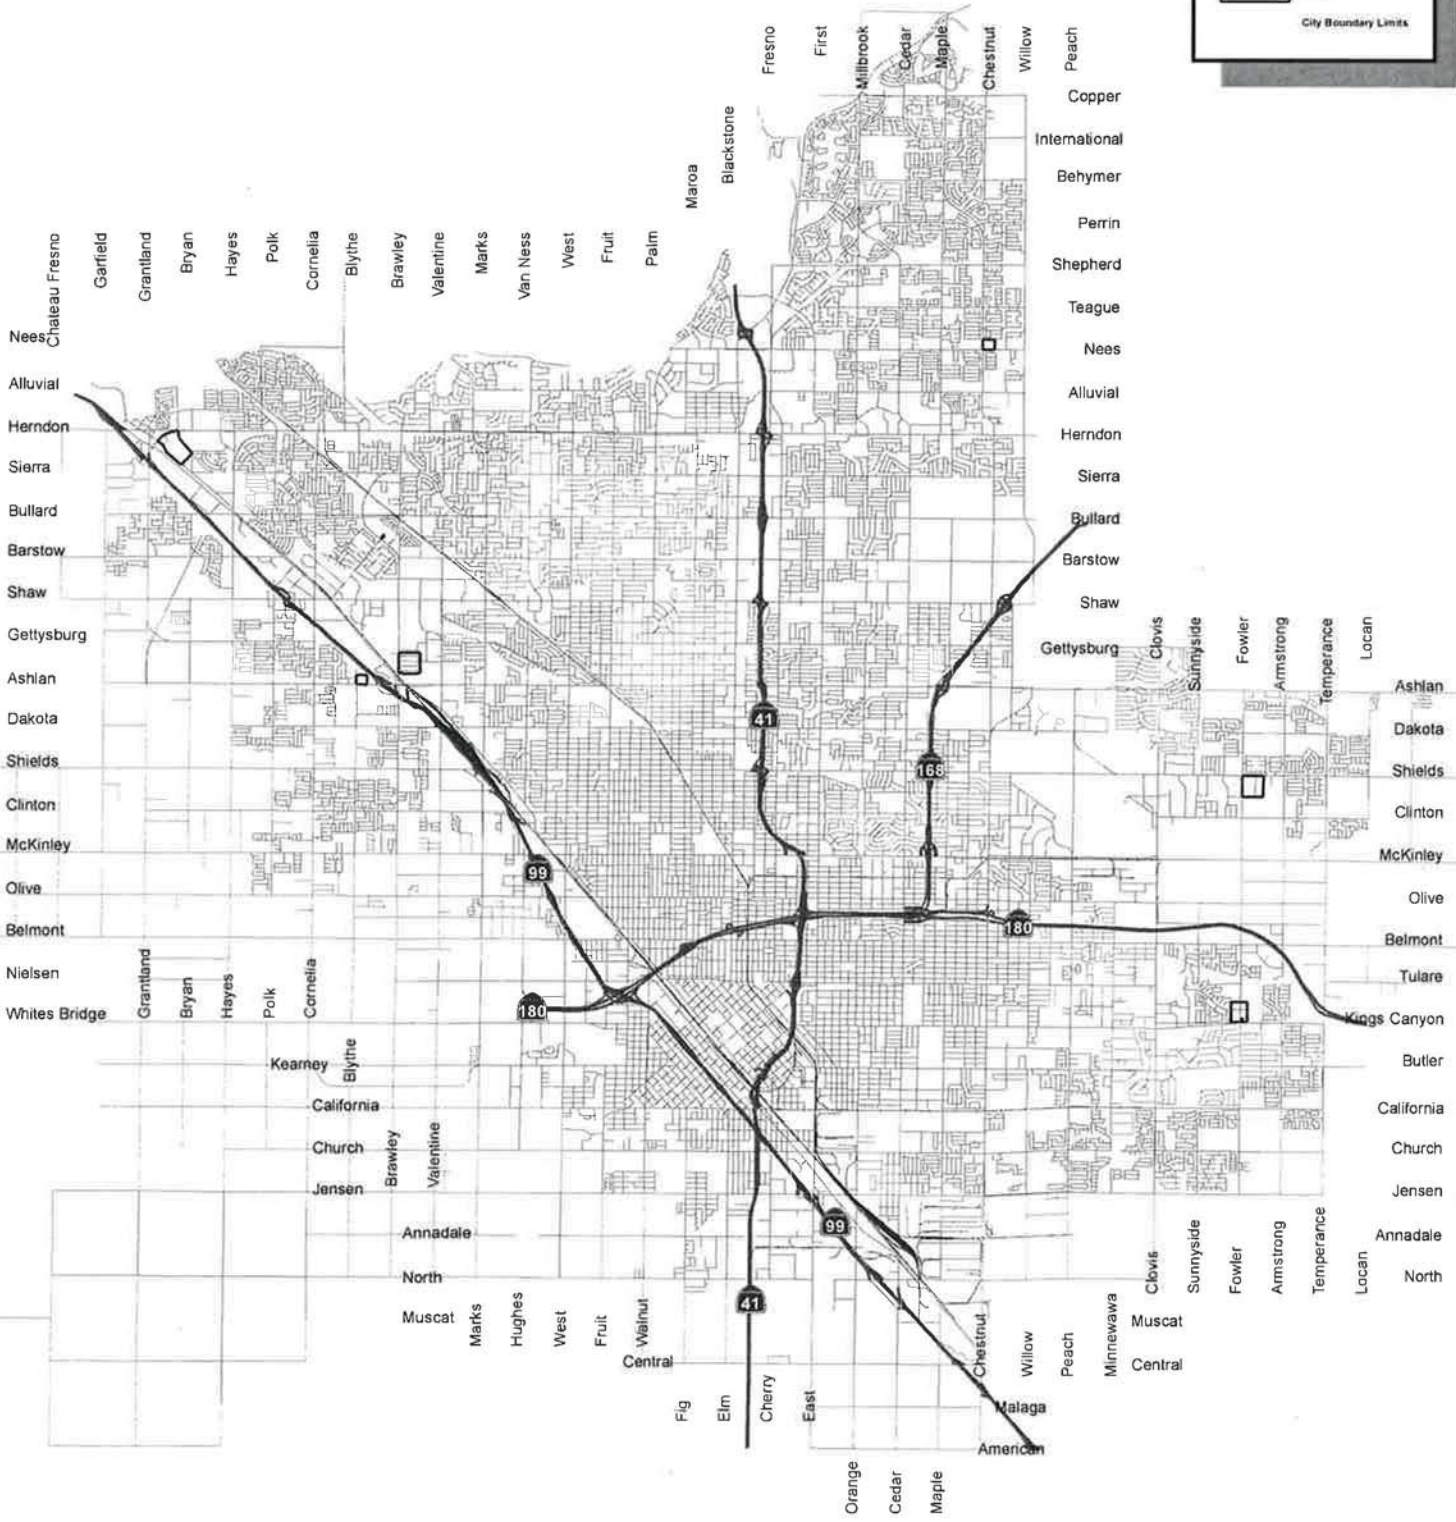 City Boundary Limits
Fresno
First
Millbrook
Cedar
Maple
Chestnut
Willow
Peach
Copper
International
Behymer
Perrin
Shepherd
Teague
Nees
Alluvial
Herndon
Sierra
Bullard
Barstow
Shaw
Gettysburg
Maroa
Blackstone
Chateau Fresno
Garfield
Grantland
Bryan
Hayes
Polk
Cornelia
Blythe
Brawley
Valentine
Marks
Van Ness
West
Fruit
Palm
Nees
Alluvial
Herndon
Sierra
Bullard
Barstow
Shaw
Gettysburg
Ashlan
Dakota
Shields
Clinton
McKinley
Olive
Belmont
Nielsen
Whites Bridge
Clovis
Sunnyside
Fowler
Armstrong
Temperance
Locan
Ashlan
Dakota
Shields
Clinton
McKinley
Olive
Belmont
Tulare
Kings Canyon
Butler
California
Church
Jensen
Annadale
North
41
168
99
180
180
99
41
Grantland
Bryan
Hayes
Polk
Cornelia
Kearney
Blythe
California
Church
Brawley
Valentine
Jensen
Annadale
North
Muscat
Marks
Hughes
West
Fruit
Walnut
Central
Fig
Elm
Cherry
East
Orange
Cedar
Maple
Chestnut
Willow
Peach
Minnewawa
Clovis
Sunnyside
Fowler
Armstrong
Temperance
Locan
Muscat
Central
Malaga
American